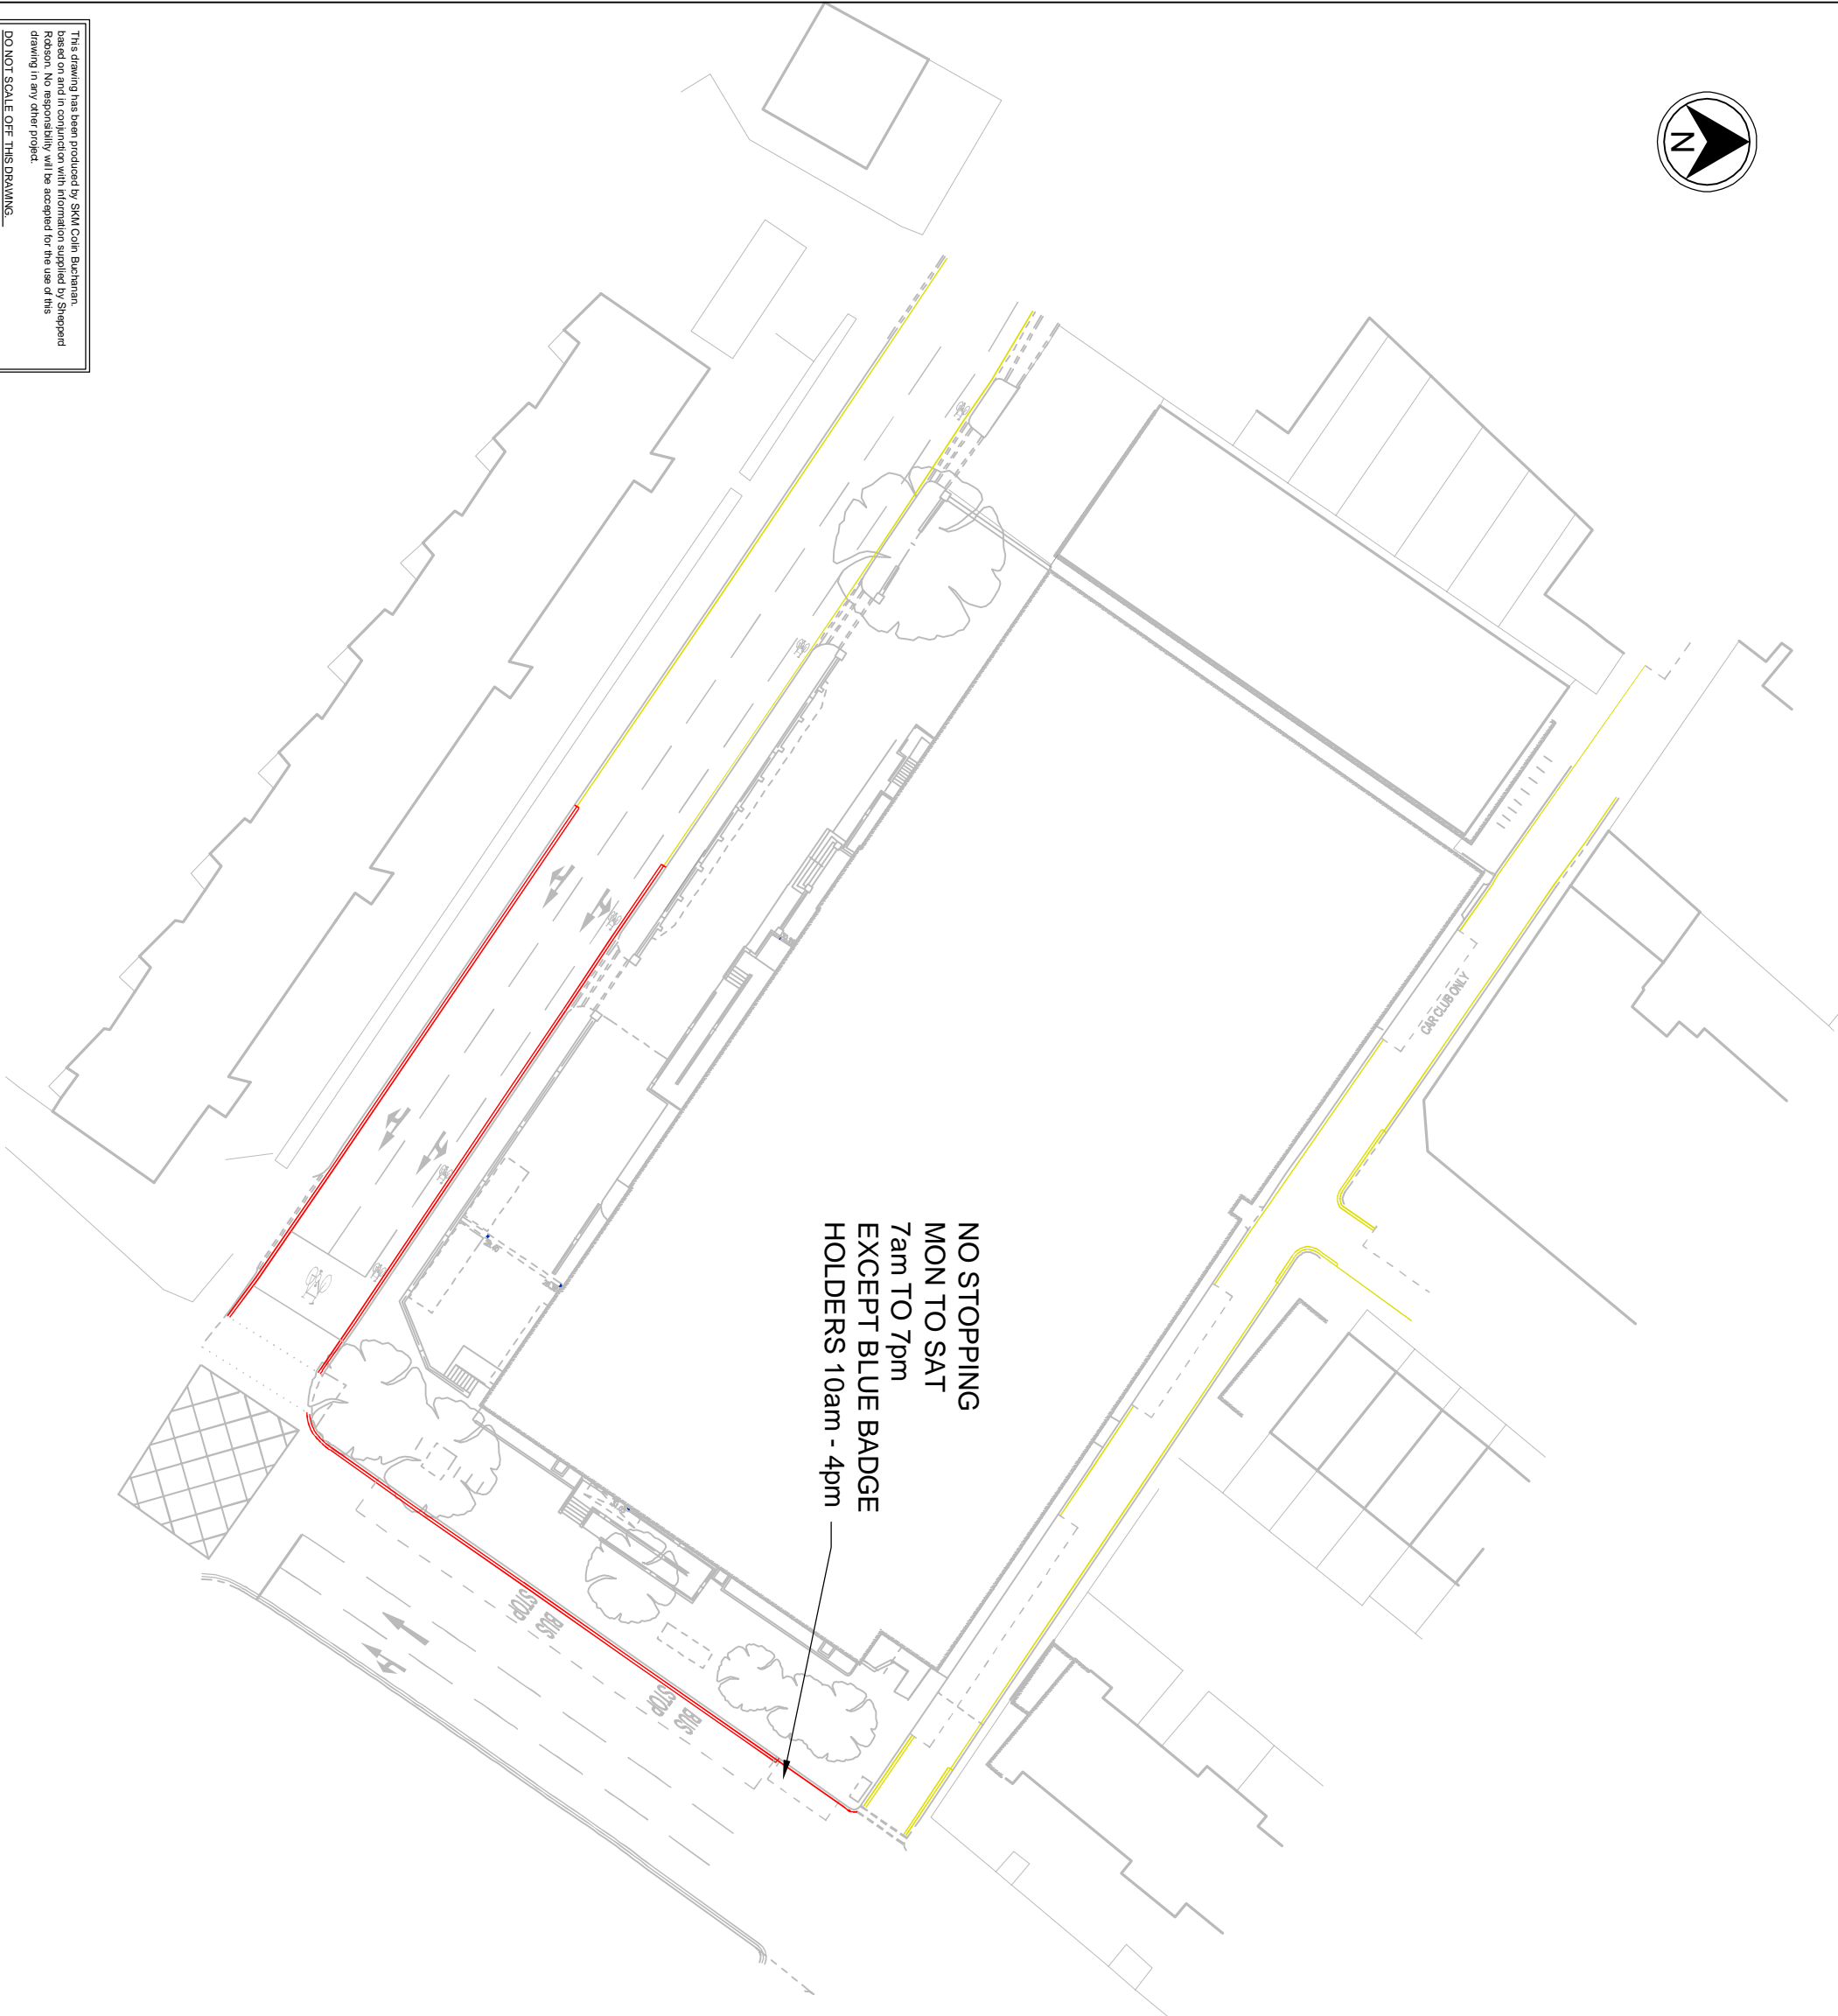 This drawing has been produced by SKM Colin Buchanan.
based on and in conjunction with information supplied by Shepperd
Robson. No responsibility will be accepted for the use of this
drawing in any other project.
DO NOT SCALE OFF THIS DRAWING.
N
CAR CLUB ONLY
NO STOPPING
MON TO SAT
7am TO 7pm
EXCEPT BLUE BADGE
HOLDERS 10am - 4pm
BUS
STOP
BUS
STOP